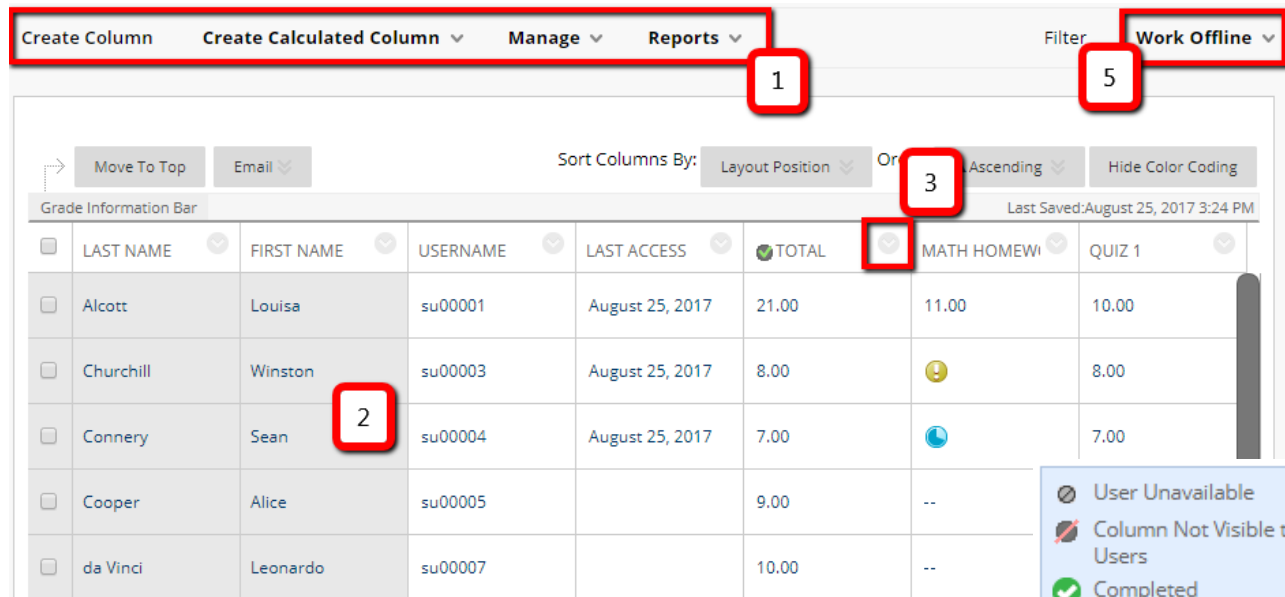 Create Column Create Calculated Column Manage Reports Filter Work Offline
1 5
Move To Top Email Sort Columns By: Layout Position Ascending Hide Color Coding
3
Grade Information Bar Last Saved:August 25, 2017 3:24 PM
LAST NAME FIRST NAME USERNAME LAST ACCESS TOTAL MATH HOMEW QUIZ 1
Alcott Louisa su00001 August 25, 2017 21.00 11.00 10.00
Churchill Winston su00003 August 25, 2017 8.00 8.00
2
Connery Sean su00004 August 25, 2017 7.00 7.00
Cooper Alice su00005 9.00 --
da Vinci Leonardo su00007 10.00 --
User Unavailable
Column Not Visible t
Users
Completed